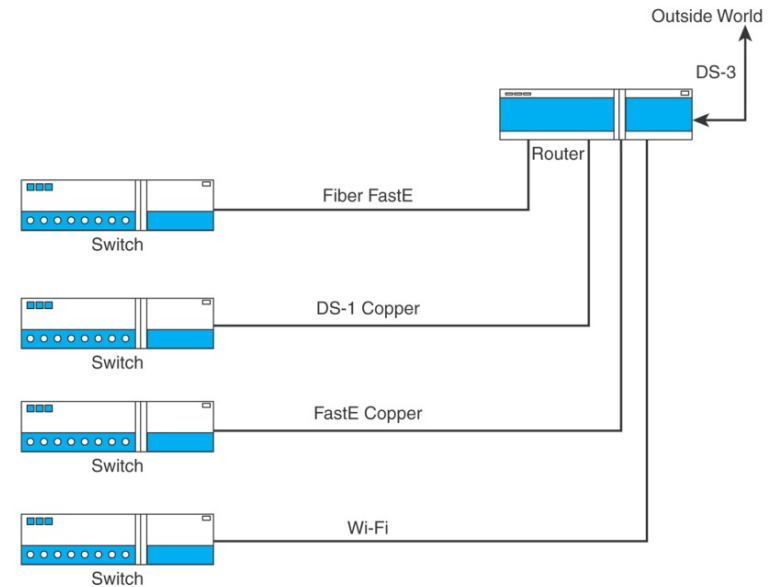 Outside World
DS-3
Router
Fiber FastE
Switch
DS-1 Copper
Switch
FastE Copper
Switch
Wi-Fi
Switch